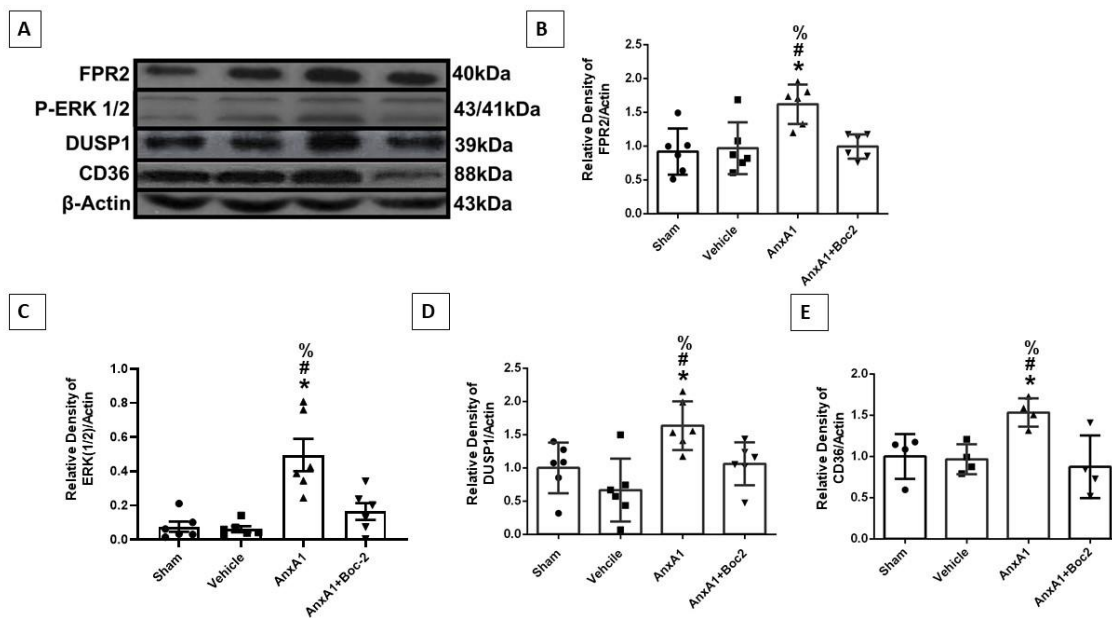 A
FPR2 40kDa
P-ERK 1/2 43/41kDa
DUSP1 39kDa
CD36 88kDa
β-Actin 43kDa
B
Relative Density of
FPR2/Actin
2.5
2.0
1.5
1.0
0.5
0.0
%
#
*
Sham
Vehicle
AnxA1
AnxA1+Boc2
C
Relative Density of
ERK(1/2)/Actin
1.0
0.8
0.6
0.4
0.2
0.0
%
#
*
Sham
Vehicle
AnxA1
AnxA1+Boc-2
D
Relative Density of
DUSP1/Actin
2.5
2.0
1.5
1.0
0.5
0.0
%
#
*
Sham
Vehcile
AnxA1
AnxA1+Boc2
E
Relative Density of
CD36/Actin
2.0
1.5
1.0
0.5
0.0
%
#
*
Sham
Vehicle
AnxA1
AnxA1+Boc2